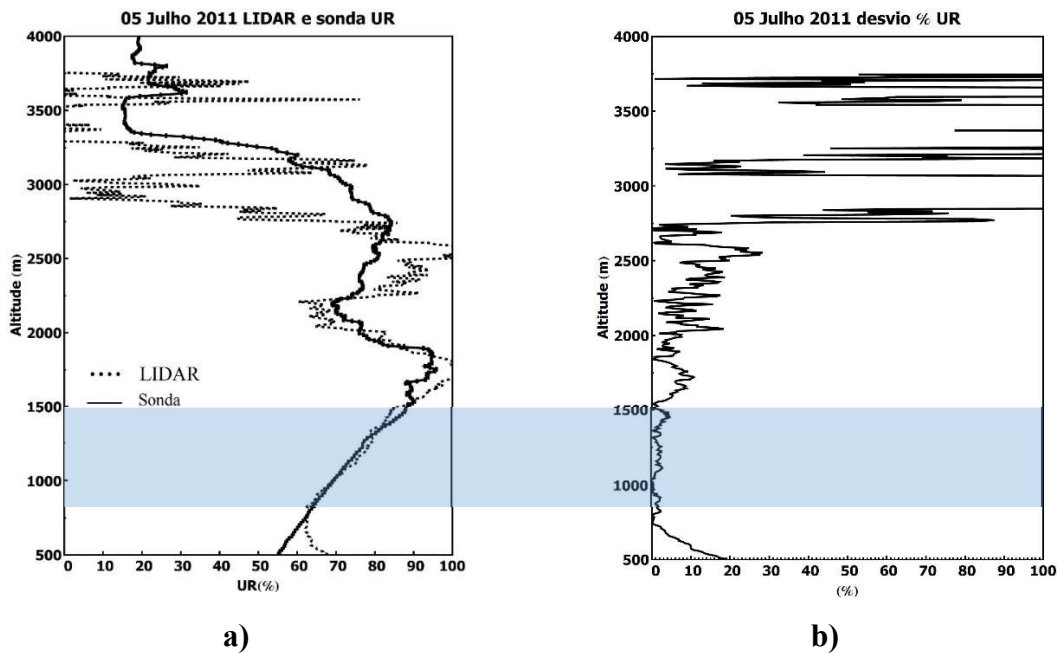 05 Julho 2011 LIDAR e sonda UR
4000
3500
3000
2500
2000
1500
1000
500
Altitude (m)
LIDAR
Sonda
0 10 20 30 40 50 60 70 80 90 100
UR(%)
a)
05 Julho 2011 desvio % UR
4000
3500
3000
2500
2000
1500
1000
500
Altitude (m)
0 10 20 30 40 50 60 70 80 90 100
(%)
b)